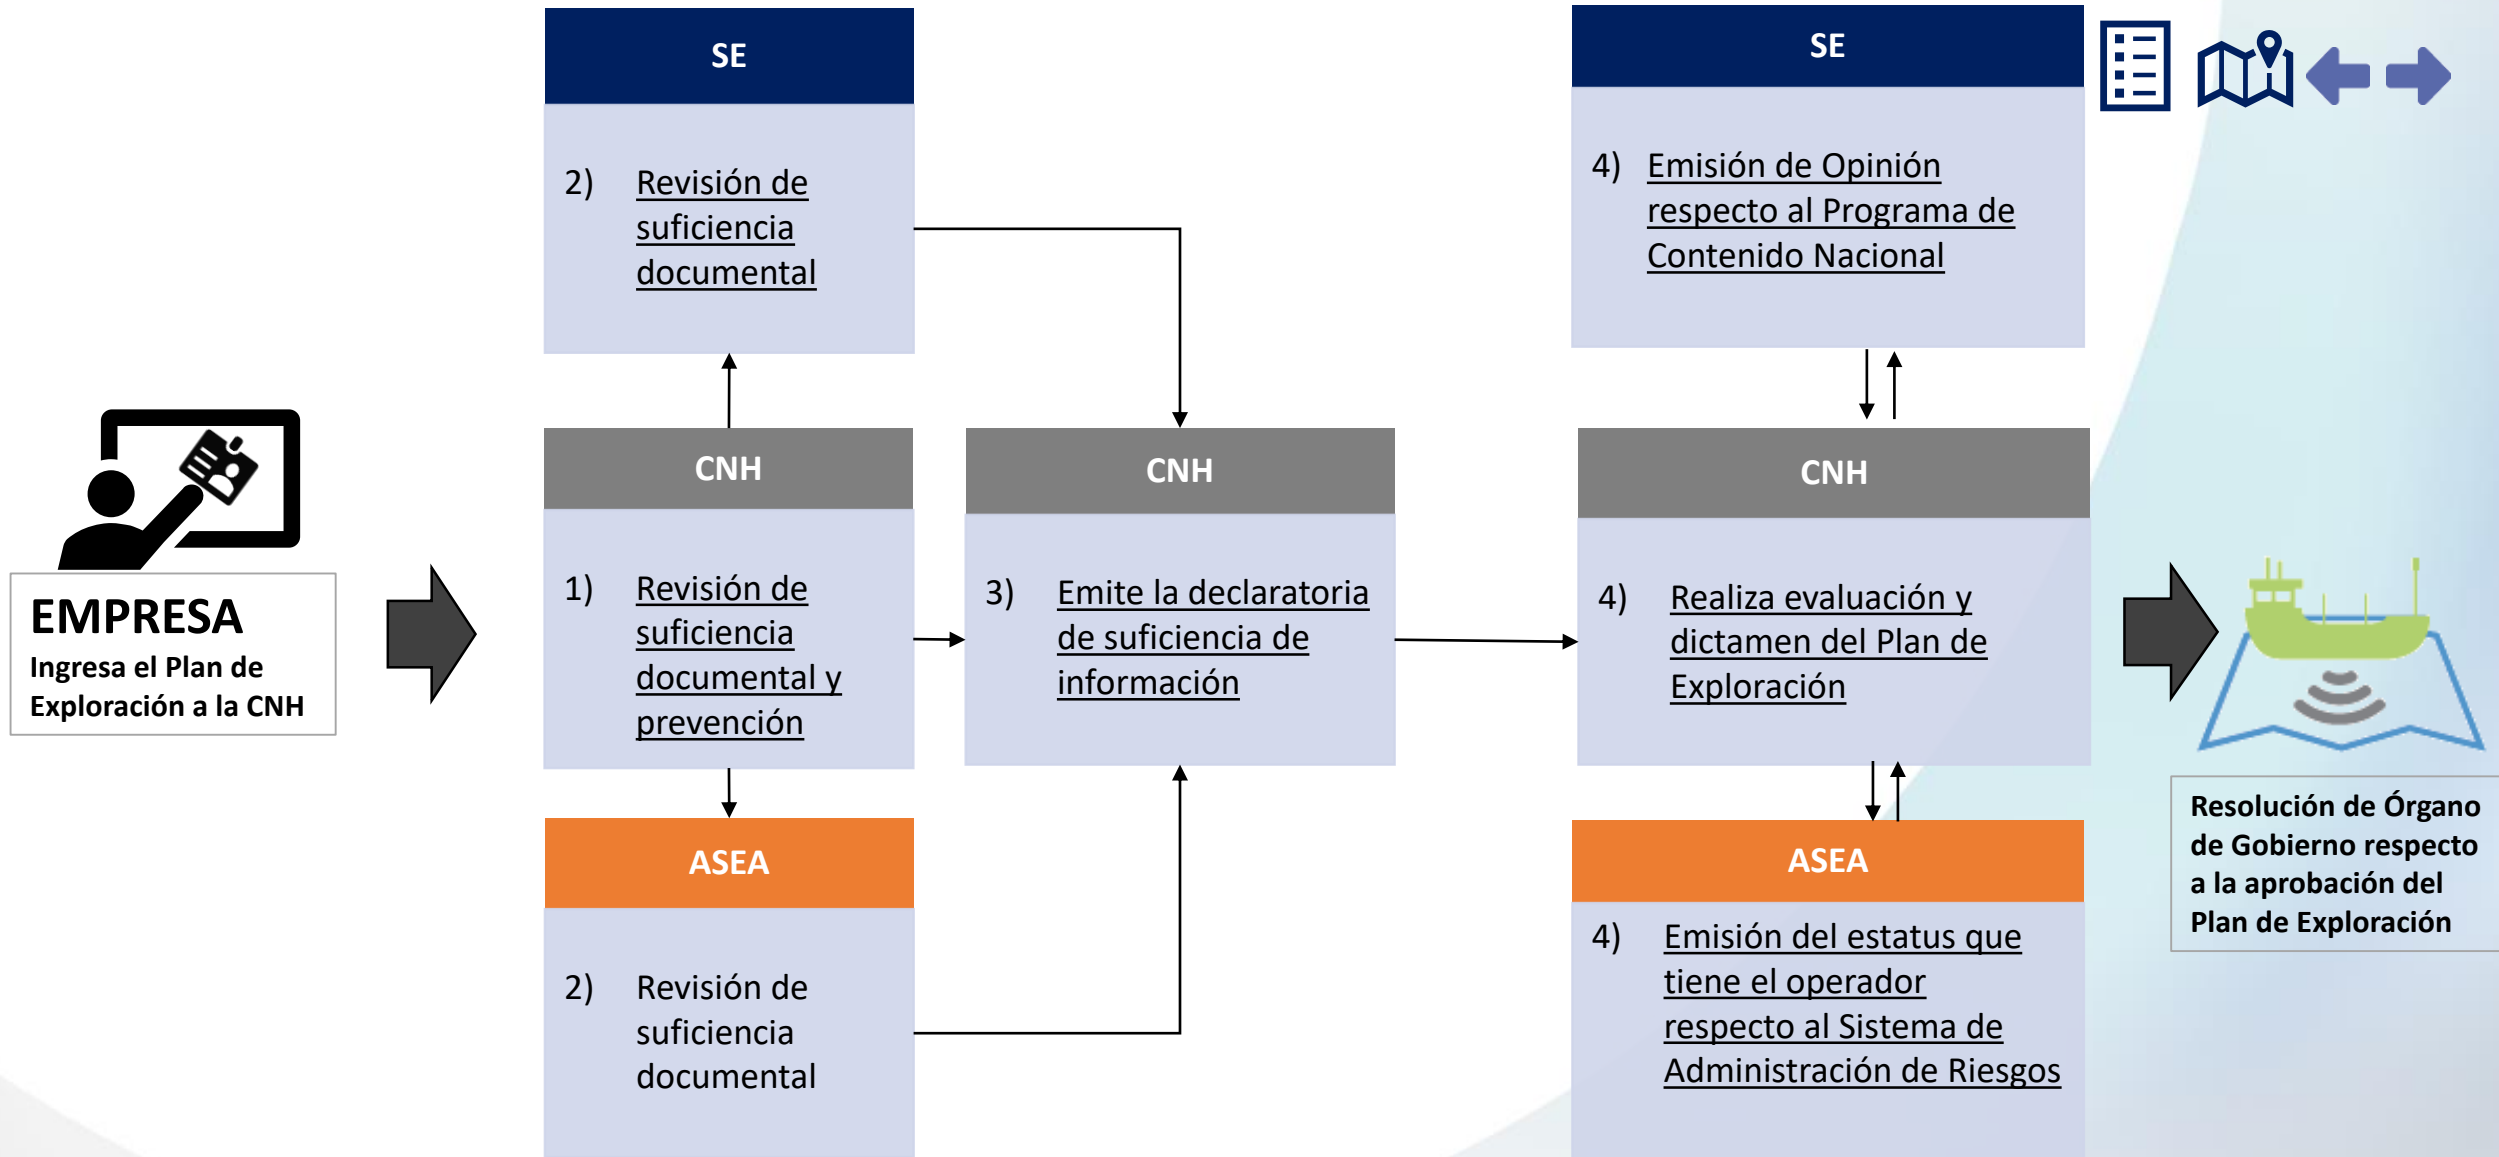 EMPRESA
Ingresa el Plan de
Exploración a la CNH
SE
2) Revisión de
suficiencia
documental
CNH
1) Revisión de
suficiencia
documental y
prevención
ASEA
2) Revisión de
suficiencia
documental
CNH
3) Emite la declaratoria
de suficiencia de
información
SE
4) Emisión de Opinión
respecto al Programa de
Contenido Nacional
CNH
4) Realiza evaluación y
dictamen del Plan de
Exploración
ASEA
4) Emisión del estatus que
tiene el operador
respecto al Sistema de
Administración de Riesgos
Resolución de Órgano
de Gobierno respecto
a la aprobación del
Plan de Exploración